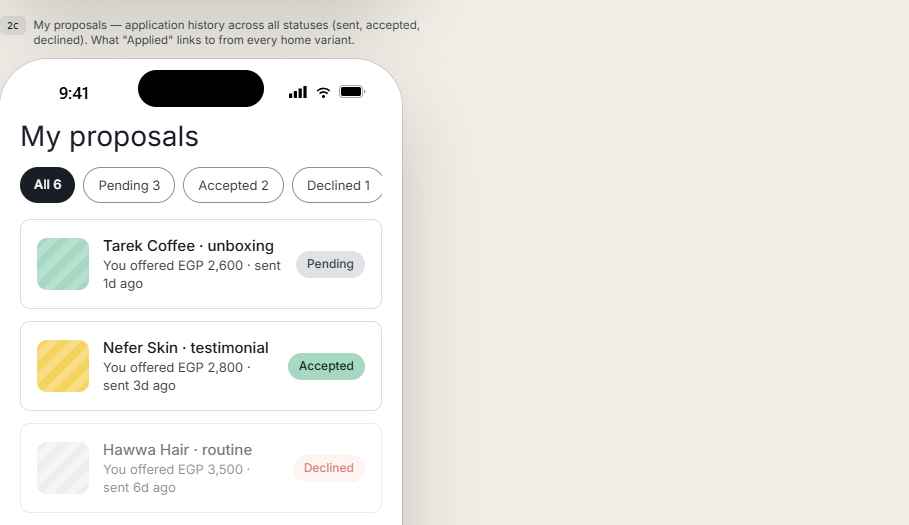 2c
My proposals — application history across all statuses (sent, accepted,
declined). What "Applied" links to from every home variant.
9:41
My proposals
All 6
Pending 3
Accepted 2
Declined 1
Tarek Coffee · unboxing
You offered EGP 2,600 · sent
1d ago
Pending
Nefer Skin · testimonial
You offered EGP 2,800 ·
sent 3d ago
Accepted
Hawwa Hair · routine
You offered EGP 3,500 ·
sent 6d ago
Declined